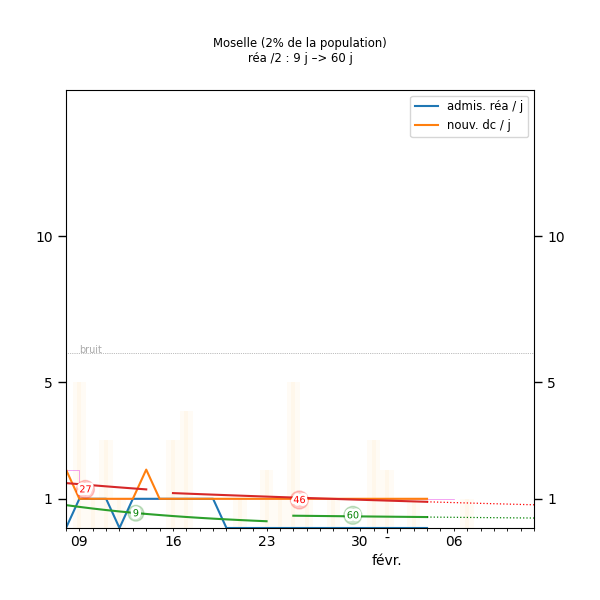 Moselle (2% de la population)
réa /2 : 9 j –> 60 j
admis. réa / j
nouv. dc / j
10
10
bruit
5
5
27
46
1
1
9
60
09
16
23
30
-
06
févr.